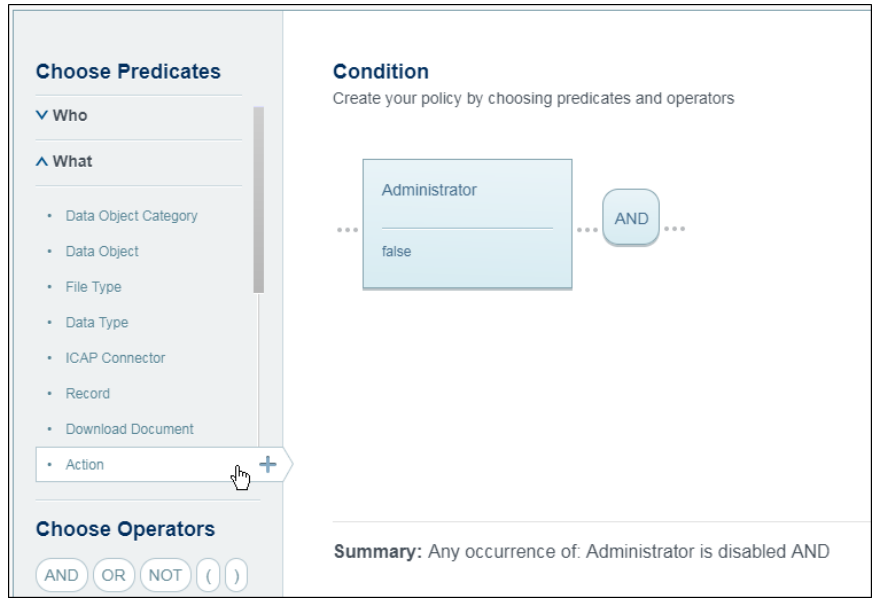 Choose Predicates
Who
What
• Data Object Category
• Data Object
• File Type
• Data Type
• ICAP Connector
• Record
• Download Document
• Action +
Choose Operators
AND OR NOT ( )
Condition
Create your policy by choosing predicates and operators
Administrator
... ... AND ...
false
Summary: Any occurrence of: Administrator is disabled AND